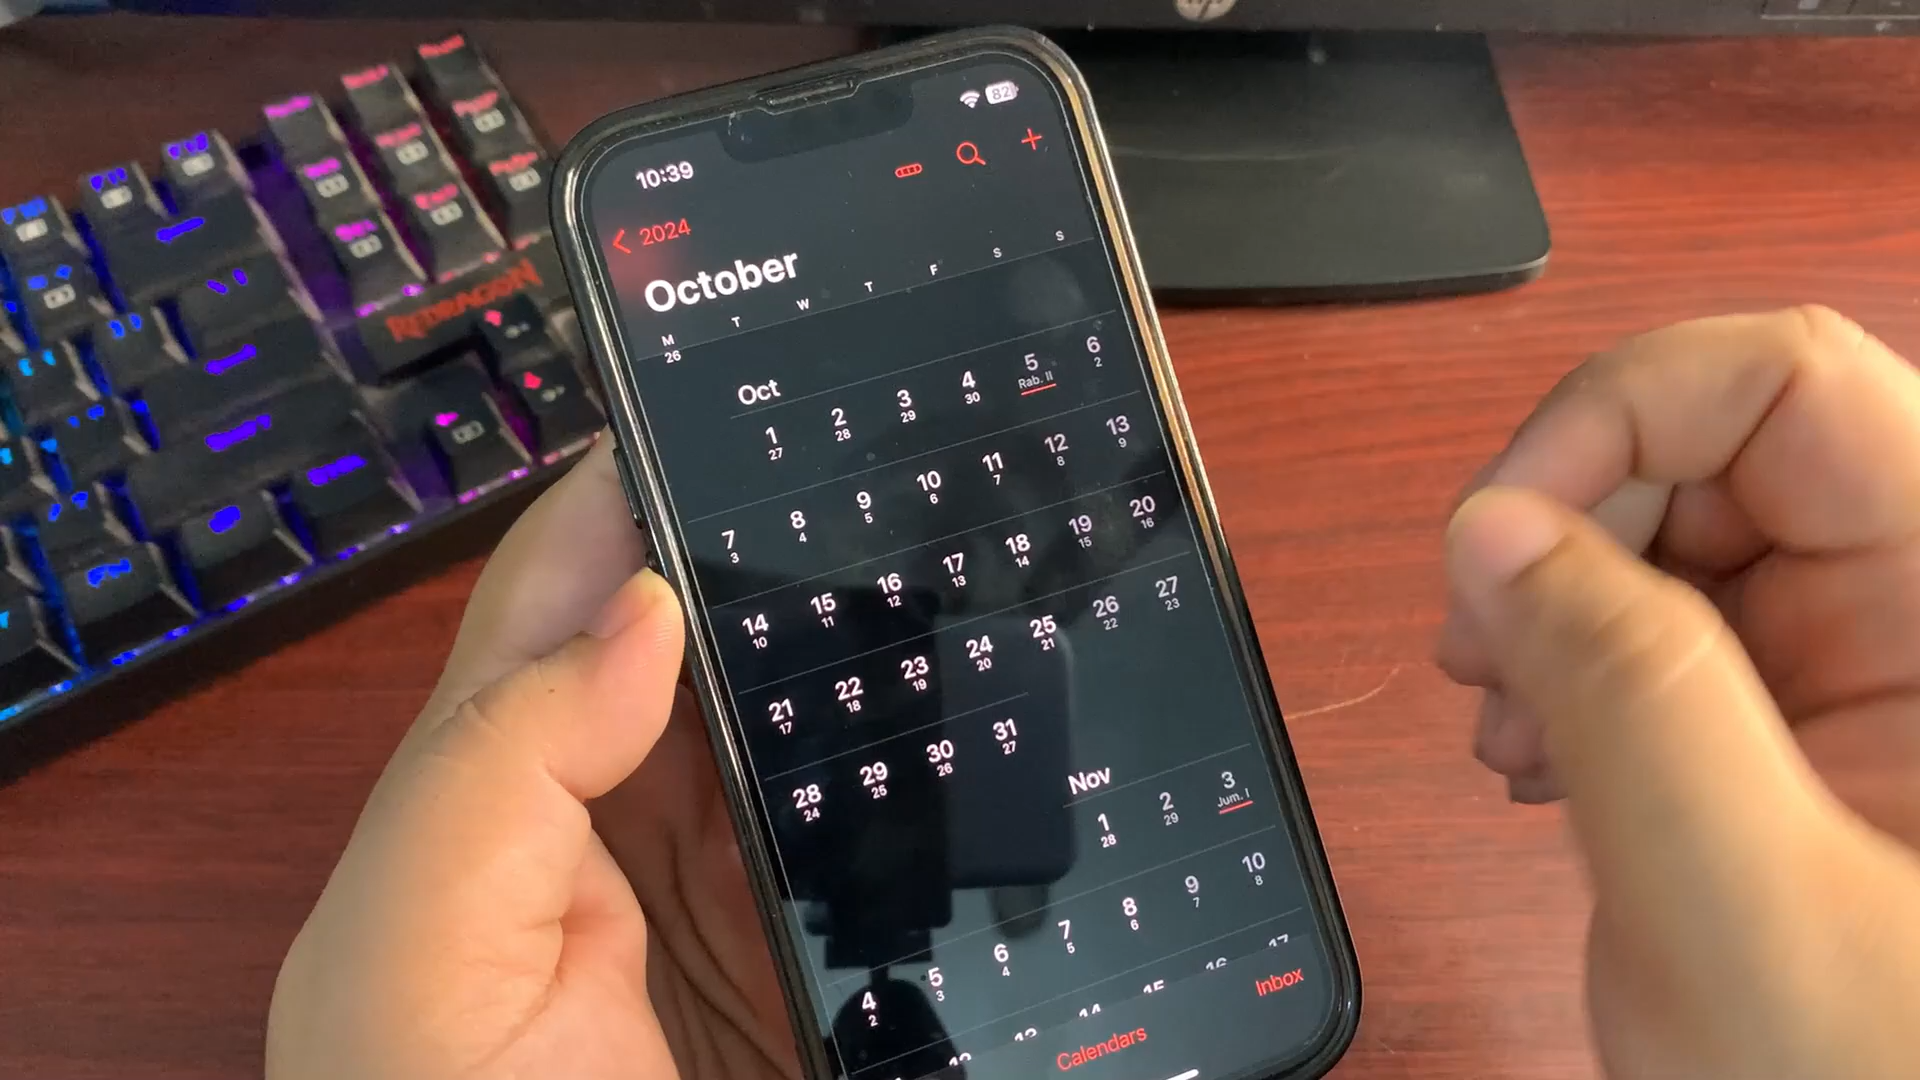 hp
82
10:39
2024
October
M T W T F S S
26
Oct
1 2 3 4 5 6
27 28 29 30 Rab. II 2
7 8 9 10 11 12 13
3 4 5 6 7 8 9
14 15 16 17 18 19 20
10 11 12 13 14 15 16
21 22 23 24 25 26 27
17 18 19 20 21 22 23
28 29 30 31
24 25 26 27
Nov
1 2 3
28 29 Jum. I
4 5 6 7 8 9 10
2 3 4 5 6 7 8
Calendars
Inbox
REDRAGON